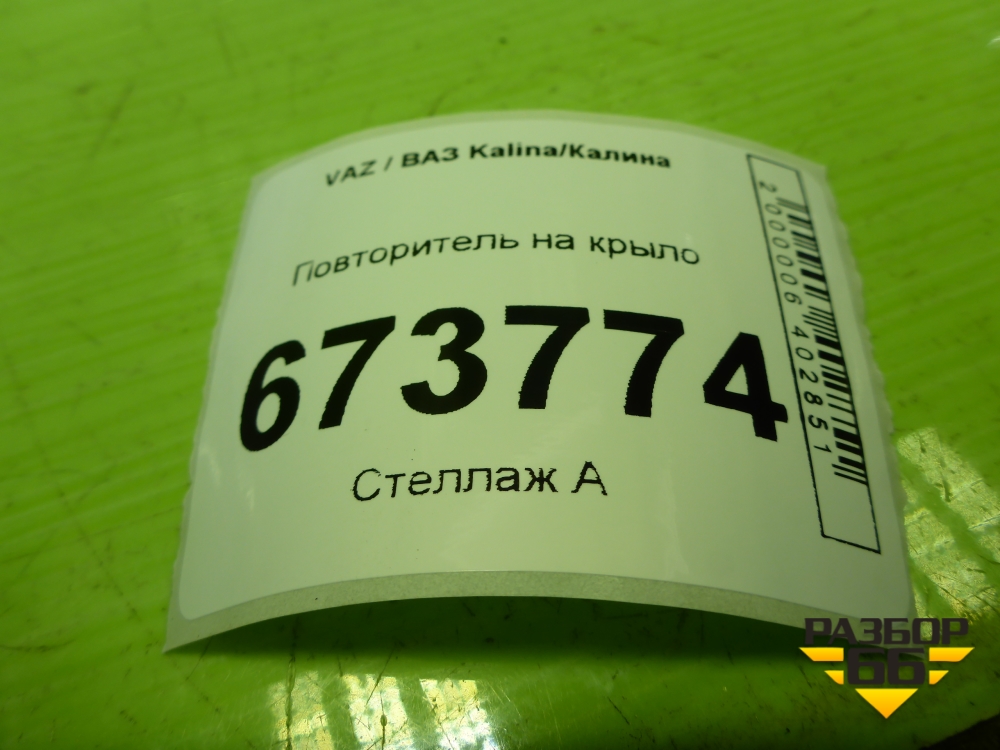 VAZ / ВАЗ Kalina/Калина
Повторитель на крыло
673774
Стеллаж А
2000006402851
РАЗБОР
66